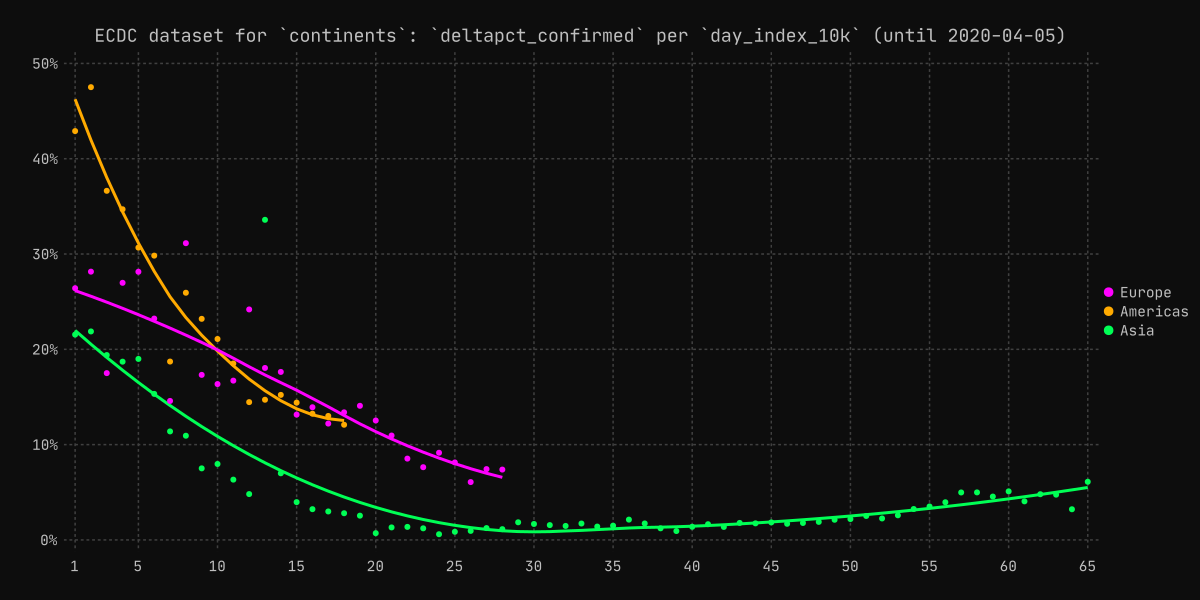 ECDC dataset for `continents`: `deltapct_confirmed` per `day_index_10k` (until 2020-04-05)
50%
40%
30%
20%
10%
0%
1 5 10 15 20 25 30 35 40 45 50 55 60 65
Europe
Americas
Asia